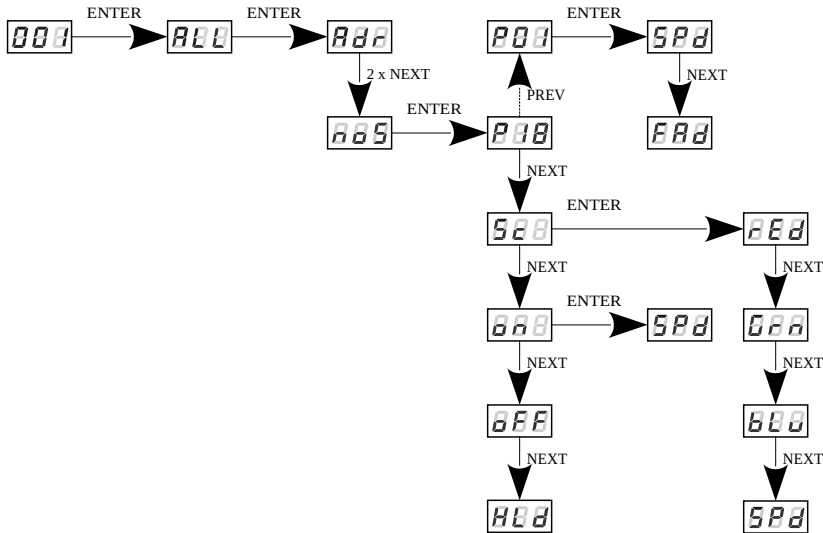 ENTER ENTER ENTER
001 ALL Adr P01 SPd
2 x NEXT PREV NEXT
ENTER
noS P18 FAd
NEXT
ENTER
Sc rEd
NEXT NEXT
ENTER
on SPd Grn
NEXT NEXT
oFF bLu
NEXT NEXT
HLd SPd